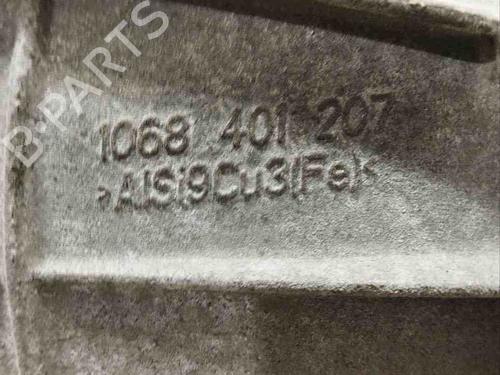 B-PARTS
1068 401 207
>AlSi9Cu3(Fe)<